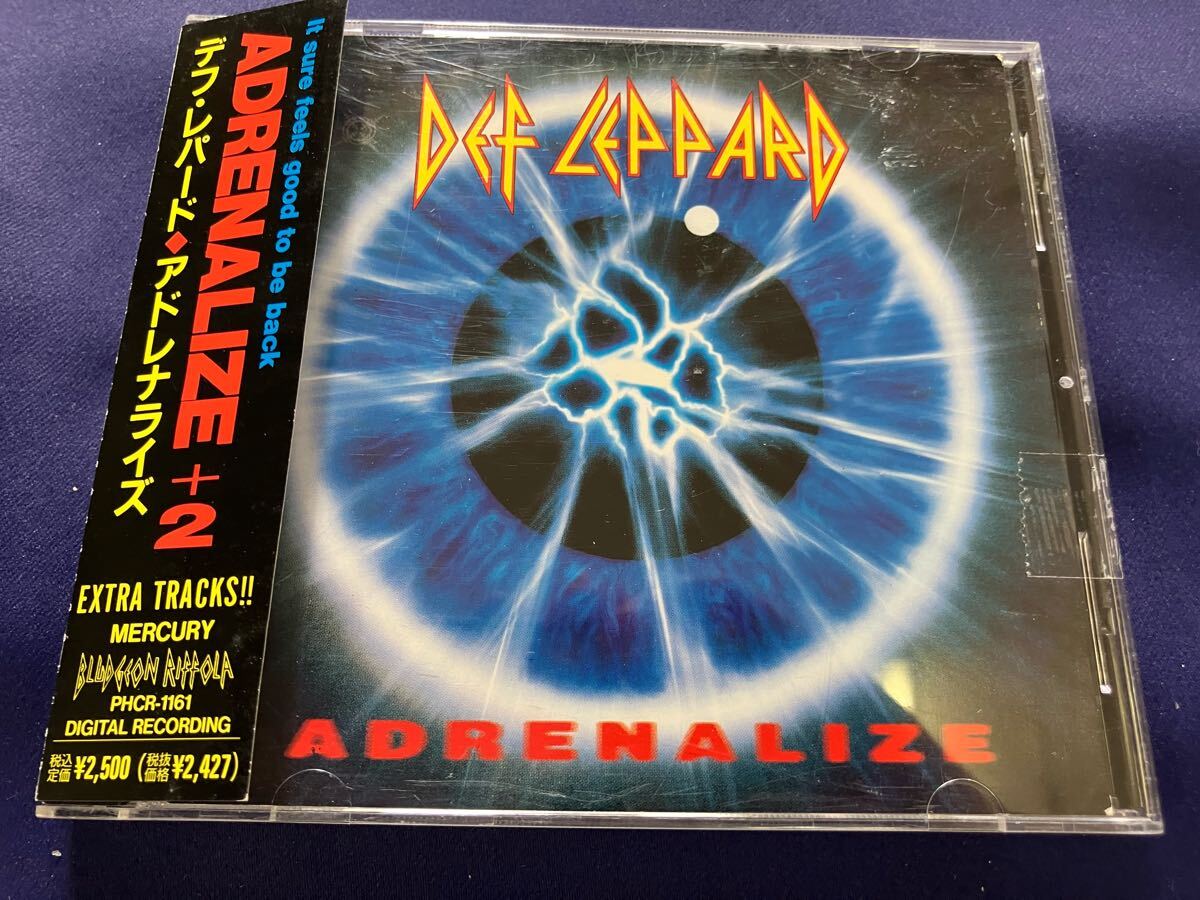 It sure feels good to be back
ADRENALIZE +2
デフ・レパード◆アドレナライズ
EXTRA TRACKS!!
MERCURY
BLUDGEON RIFFOLA
PHCR-1161
DIGITAL RECORDING
税込定価¥2,500(税抜価格¥2,427)
DEF LEPPARD
ADRENALIZE